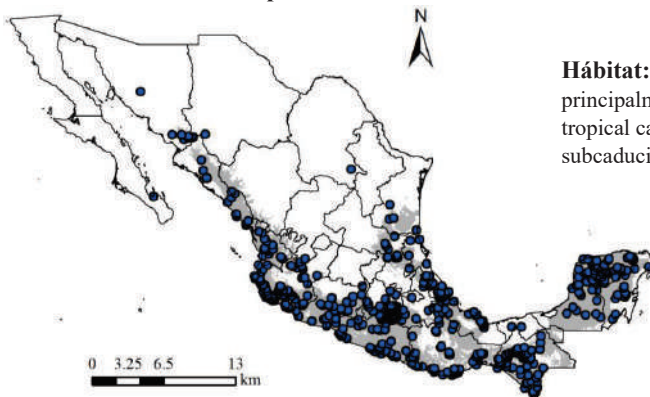 N
Hábitat:
principalm
tropical ca
subcaduci
0 3.25 6.5 13
km